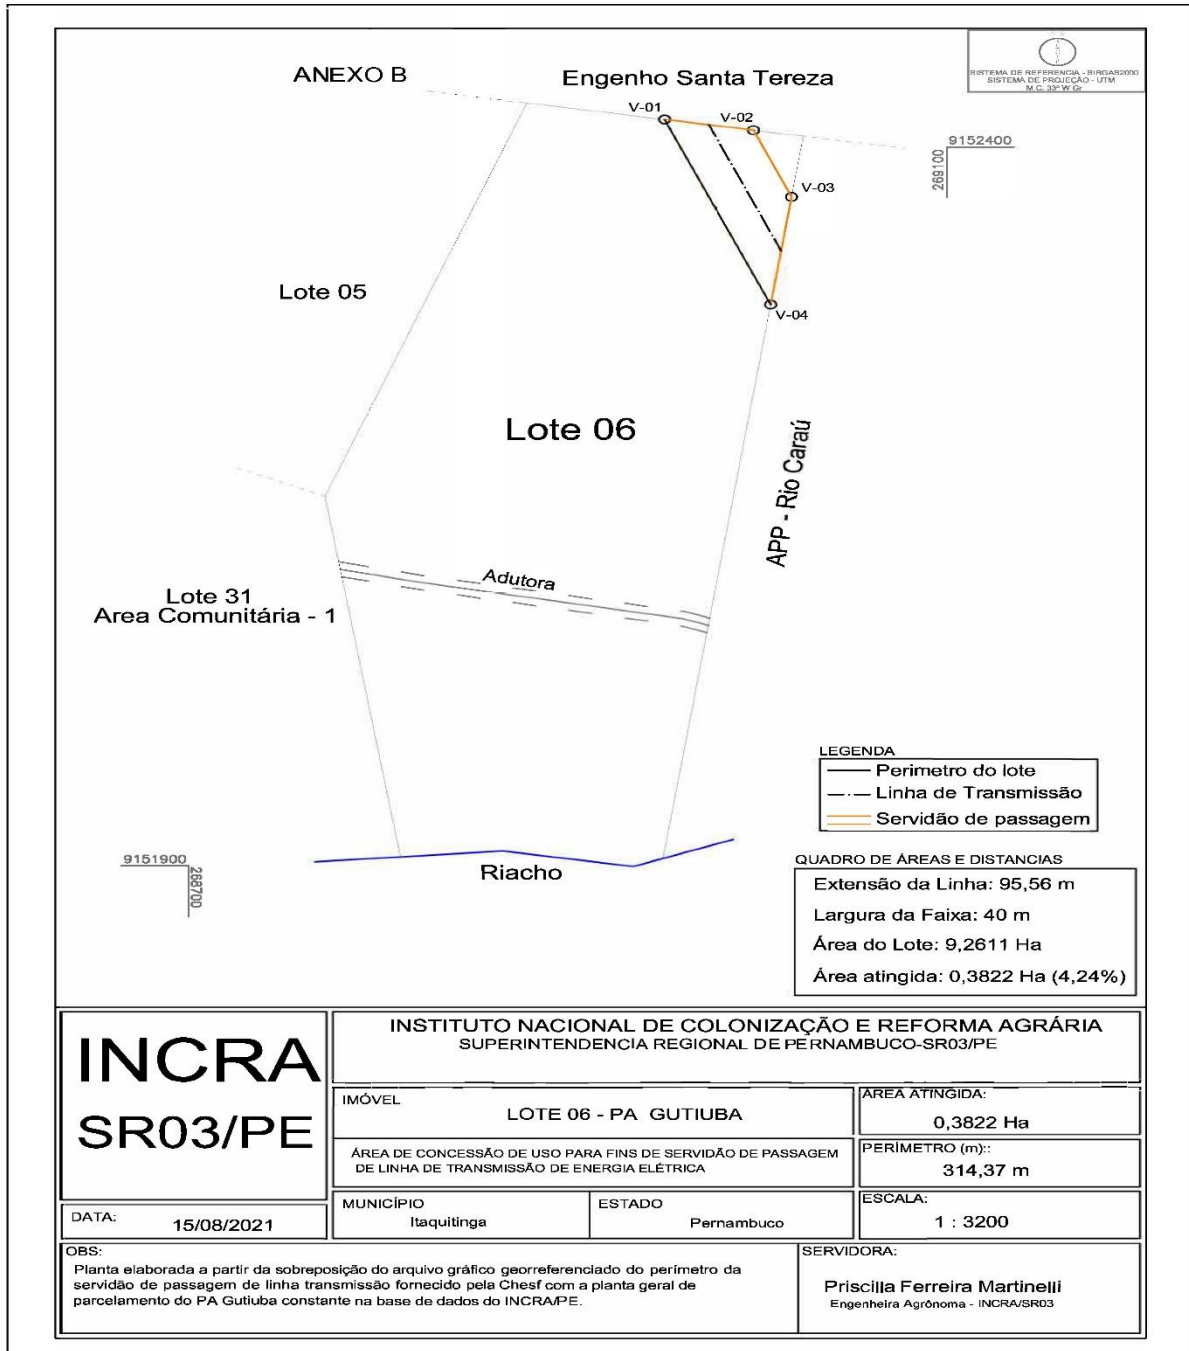 ANEXO B
Engenho Santa Tereza
SISTEMA DE REFERENCIA - SIRGAS2000
SISTEMA DE PROJEÇÃO - UTM
M.C. 33º W Gr
V-01
V-02
9152400
269100
V-03
Lote 05
V-04
Lote 06
APP - Rio Caraú
Adutora
Lote 31
Area Comunitária - 1
LEGENDA
Perimetro do lote
Linha de Transmissão
Servidão de passagem
9151900
268700
Riacho
QUADRO DE ÁREAS E DISTANCIAS
Extensão da Linha: 95,56 m
Largura da Faixa: 40 m
Área do Lote: 9,2611 Ha
Área atingida: 0,3822 Ha (4,24%)
INCRA
SR03/PE
INSTITUTO NACIONAL DE COLONIZAÇÃO E REFORMA AGRÁRIA
SUPERINTENDENCIA REGIONAL DE PERNAMBUCO-SR03/PE
IMÓVEL
LOTE 06 - PA GUTIUBA
ÁREA ATINGIDA:
0,3822 Ha
ÁREA DE CONCESSÃO DE USO PARA FINS DE SERVIDÃO DE PASSAGEM
DE LINHA DE TRANSMISSÃO DE ENERGIA ELÉTRICA
PERÍMETRO (m)::
314,37 m
DATA: 15/08/2021
MUNICÍPIO
Itaquitinga
ESTADO
Pernambuco
ESCALA:
1 : 3200
OBS:
Planta elaborada a partir da sobreposição do arquivo gráfico georreferenciado do perímetro da
servidão de passagem de linha transmissão fornecido pela Chesf com a planta geral de
parcelamento do PA Gutiuba constante na base de dados do INCRA/PE.
SERVIDORA:
Priscilla Ferreira Martinelli
Engenheira Agrônoma - INCRA/SR03